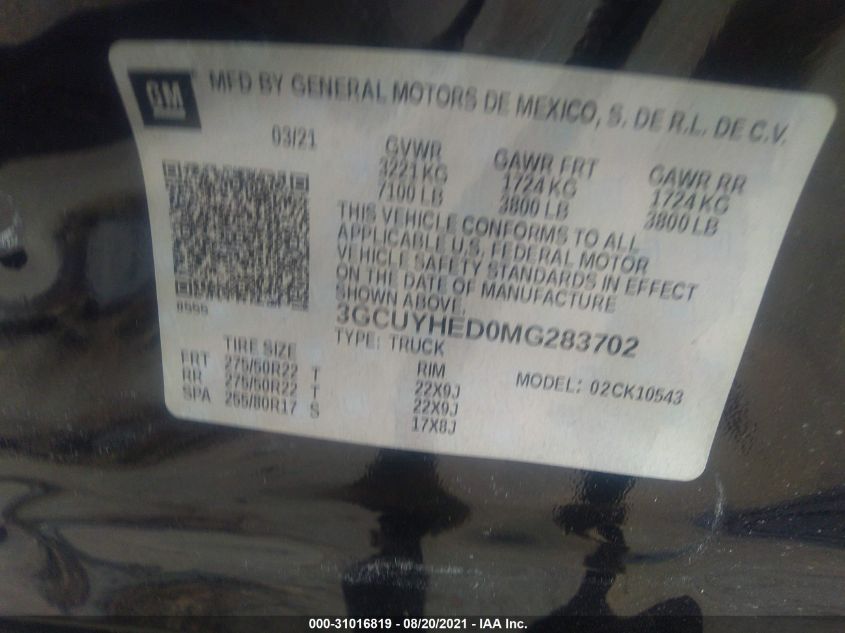 GM
MFD BY GENERAL MOTORS DE MEXICO, S. DE R.L. DE C.V.
03/21
GVWR
3221 KG
7100 LB
GAWR FRT
1724 KG
3800 LB
GAWR RR
1724 KG
3800 LB
THIS VEHICLE CONFORMS TO ALL
APPLICABLE U.S. FEDERAL MOTOR
VEHICLE SAFETY STANDARDS IN EFFECT
ON THE DATE OF MANUFACTURE
SHOWN ABOVE.
3GCUYHED0MG283702
TYPE: TRUCK
MODEL: 02CK10543
TIRE SIZE RIM
FRT 275/50R22 T 22X9J
RR 275/50R22 T 22X9J
SPA 255/80R17 S 17X8J
000-31016819 - 08/20/2021 - IAA Inc.